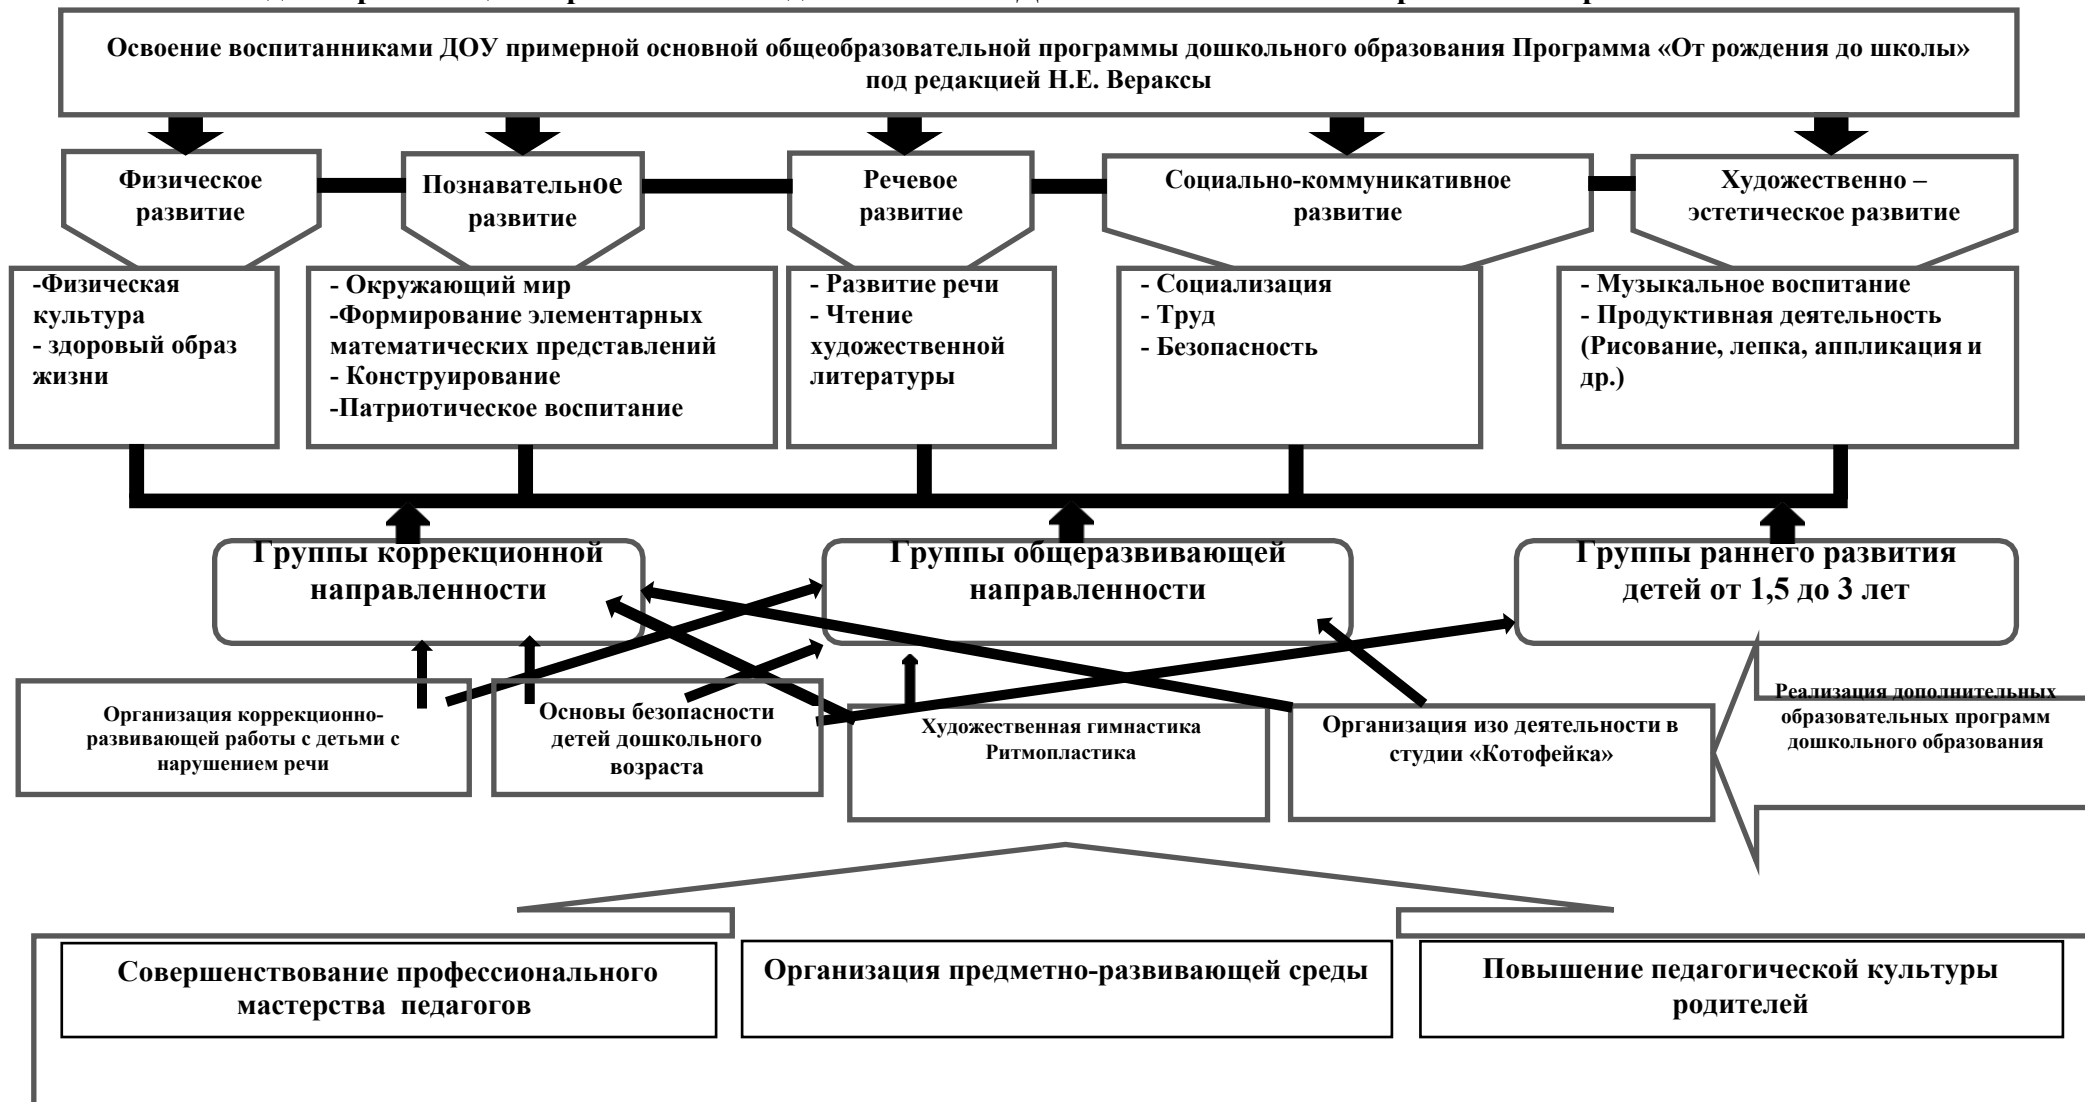 Освоение воспитанниками ДОУ примерной основной общеобразовательной программы дошкольного образования Программа «От рождения до школы»
под редакцией Н.Е. Вераксы
Физическое
развитие
Познавательное
развитие
Речевое
развитие
Социально-коммуникативное
развитие
Художественно –
эстетическое развитие
-Физическая
культура
- здоровый образ
жизни
- Окружающий мир
-Формирование элементарных
математических представлений
- Конструирование
-Патриотическое воспитание
- Развитие речи
- Чтение
художественной
литературы
- Социализация
- Труд
- Безопасность
- Музыкальное воспитание
- Продуктивная деятельность
(Рисование, лепка, аппликация и
др.)
Группы коррекционной
направленности
Группы общеразвивающей
направленности
Группы раннего развития
детей от 1,5 до 3 лет
Организация коррекционно-
развивающей работы с детьми с
нарушением речи
Основы безопасности
детей дошкольного
возраста
Художественная гимнастика
Ритмопластика
Организация изо деятельности в
студии «Котофейка»
Реализация дополнительных
образовательных программ
дошкольного образования
Совершенствование профессионального
мастерства педагогов
Организация предметно-развивающей среды
Повышение педагогической культуры
родителей